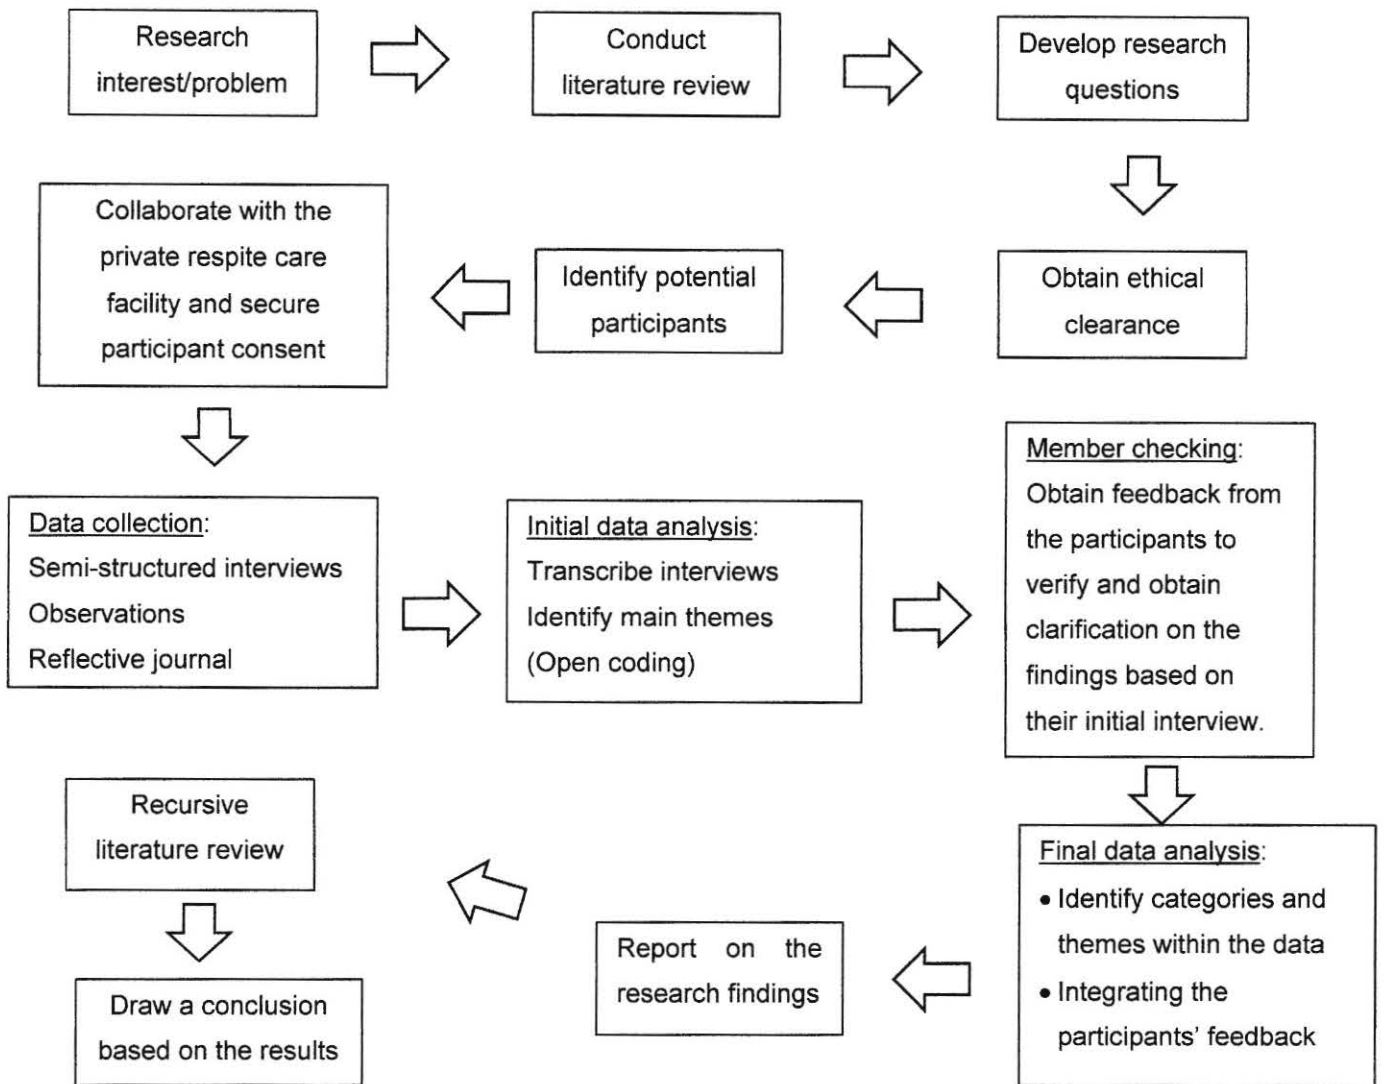 Research
interest/problem
Conduct
literature review
Develop research
questions
Obtain ethical
clearance
Identify potential
participants
Collaborate with the
private respite care
facility and secure
participant consent
Data collection:
Semi-structured interviews
Observations
Reflective journal
Initial data analysis:
Transcribe interviews
Identify main themes
(Open coding)
Member checking:
Obtain feedback from
the participants to
verify and obtain
clarification on the
findings based on
their initial interview.
Final data analysis:
• Identify categories and
themes within the data
• Integrating the
participants' feedback
Report on the
research findings
Recursive
literature review
Draw a conclusion
based on the results